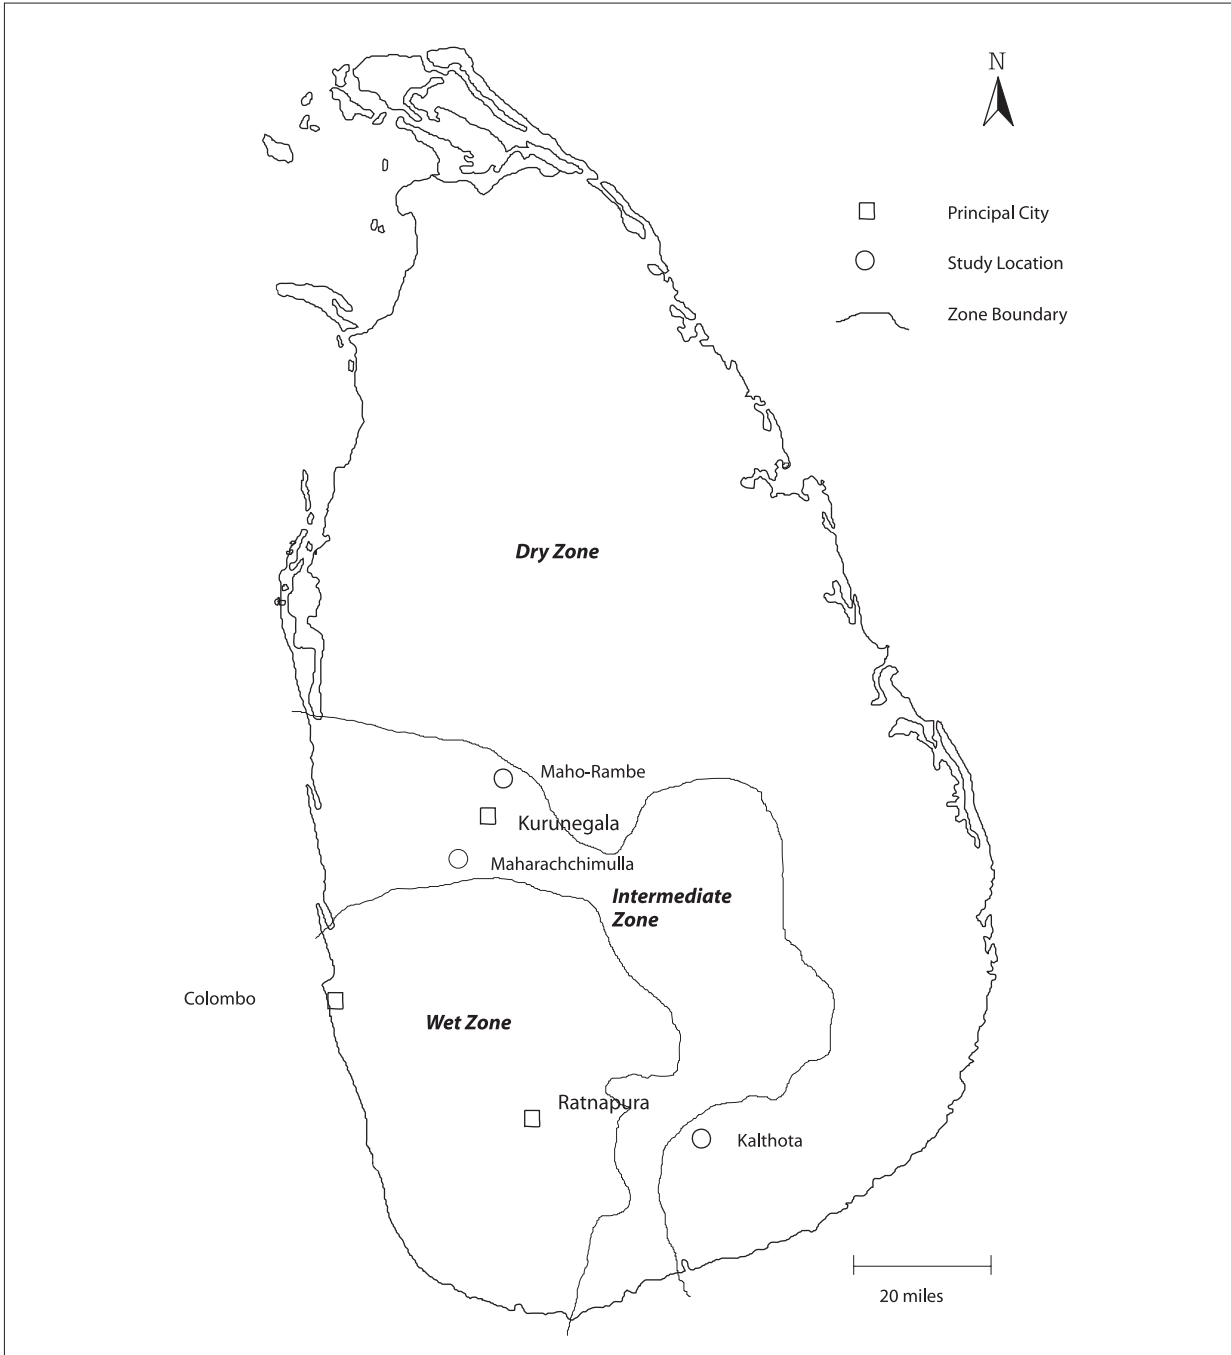 N
Principal City
Study Location
Zone Boundary
Dry Zone
Maho-Rambe
Kurunegala
Maharachchimulla
Intermediate
Zone
Colombo
Wet Zone
Ratnapura
Kalthota
20 miles